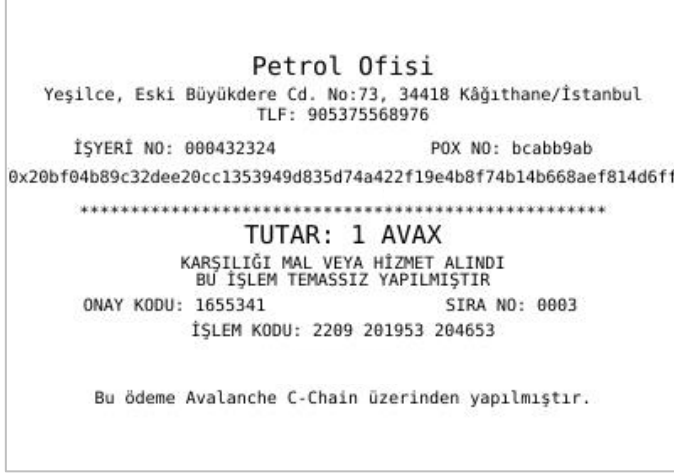 Petrol Ofisi
Yeşilce, Eski Büyükdere Cd. No:73, 34418 Kâğıthane/İstanbul
TLF: 905375568976
İŞYERİ NO: 000432324 POX NO: bcabb9ab
0x20bf04b89c32dee20cc1353949d835d74a422f19e4b8f74b14b668aef814d6ff
****************************************************
TUTAR: 1 AVAX
KARŞILIĞI MAL VEYA HİZMET ALINDI
BU İŞLEM TEMASSIZ YAPILMIŞTIR
ONAY KODU: 1655341 SIRA NO: 0003
İŞLEM KODU: 2209 201953 204653
Bu ödeme Avalanche C-Chain üzerinden yapılmıştır.